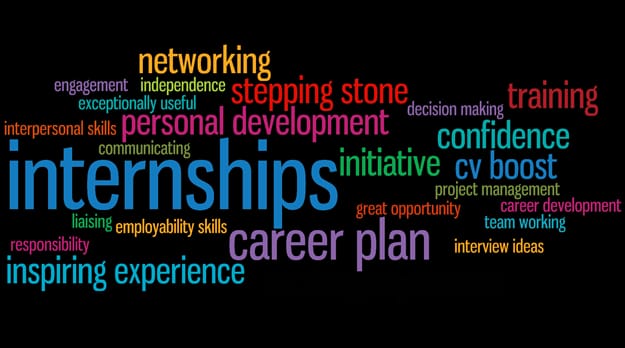 networking
engagement
independence
stepping stone
exceptionally useful
decision making
training
interpersonal skills
personal development
confidence
communicating
internships
initiative
cv boost
project management
great opportunity
career development
liaising
employability skills
team working
responsibility
career plan
interview ideas
inspiring experience